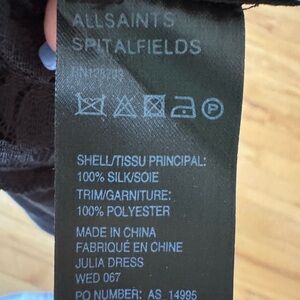 ALLSAINTS
SPITALFIELDS
P
SHELL/TISSU PRINCIPAL:
100% SILK/SOIE
TRIM/GARNITURE:
100% POLYESTER
MADE IN CHINA
FABRIQUÉ EN CHINE
JULIA DRESS
WED 067
PO NUMBER: AS 14995